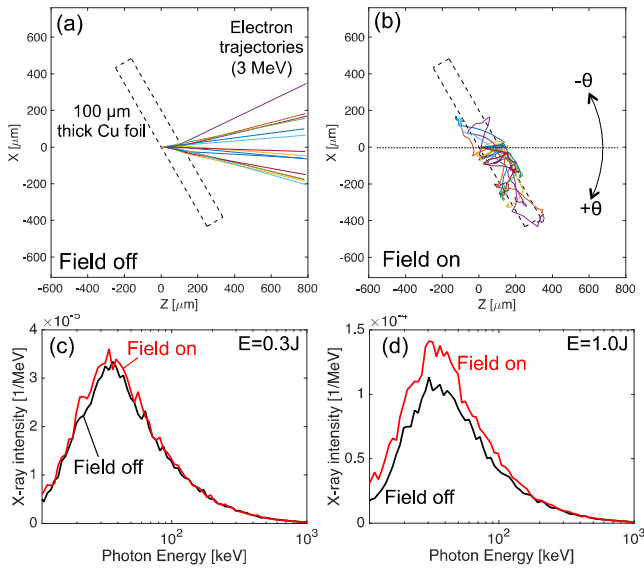 (a)
Electron
trajectories
(3 MeV)
100 μm
thick Cu foil
Field off
X [μm]
600
400
200
0
-200
-400
-600
-600 -400 -200 0 200 400 600 800
Z [μm]
(b)
-θ
+θ
Field on
X [μm]
600
400
200
0
-200
-400
-600
-600 -400 -200 0 200 400 600 800
Z [μm]
×10⁻⁵
(c)
E=0.3J
Field on
Field off
X-ray intensity [1/MeV]
4
3
2
1
0
10²
10³
Photon Energy [keV]
×10⁻⁴
(d)
E=1.0J
Field on
Field off
X-ray intensity [1/MeV]
1.5
1
0.5
0
10²
10³
Photon Energy [keV]